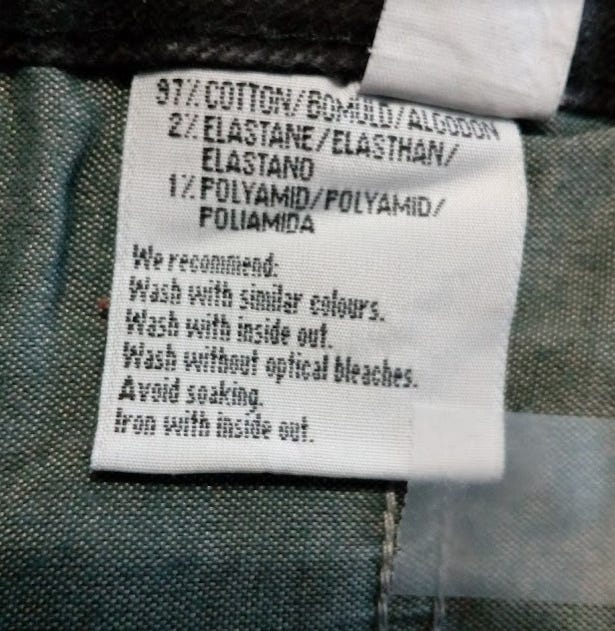 97% COTTON/BOMULD/ALGODON
2% ELASTANE/ELASTHAN/
ELASTANO
1% POLYAMID/POLYAMID/
POLIAMIDA
We recommend:
Wash with similar colours.
Wash with inside out.
Wash without optical bleaches.
Avoid soaking.
Iron with inside out.